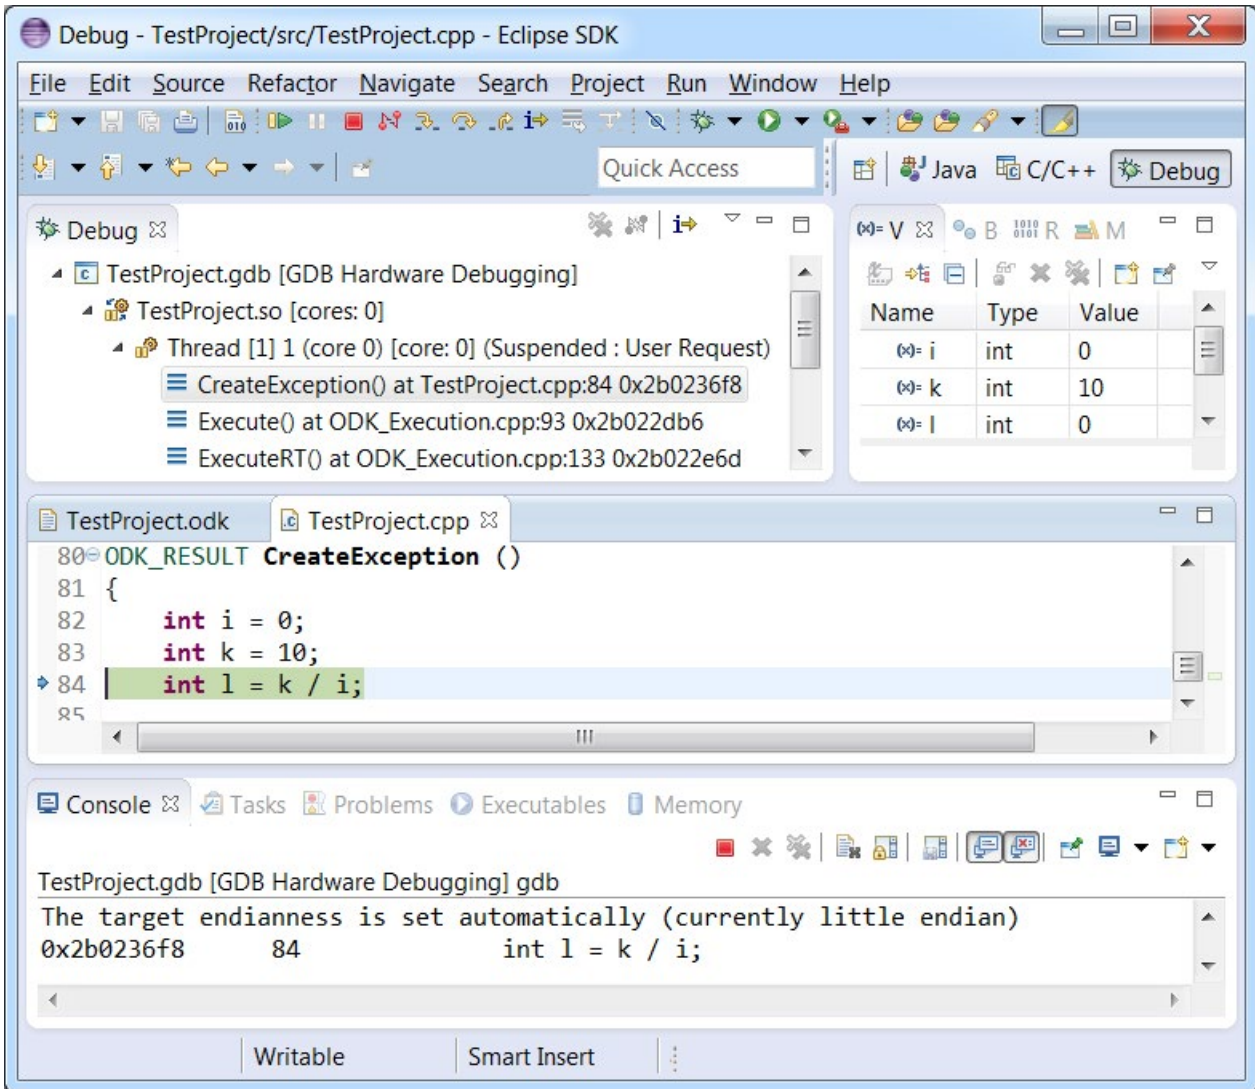 Debug - TestProject/src/TestProject.cpp - Eclipse SDK
File Edit Source Refactor Navigate Search Project Run Window Help
Quick Access
Java C/C++ Debug
Debug
TestProject.gdb [GDB Hardware Debugging]
TestProject.so [cores: 0]
Thread [1] 1 (core 0) [core: 0] (Suspended : User Request)
CreateException() at TestProject.cpp:84 0x2b0236f8
Execute() at ODK_Execution.cpp:93 0x2b022db6
ExecuteRT() at ODK_Execution.cpp:133 0x2b022e6d
(x)= V B 1010 0101 R M
Name Type Value
(x)= i int 0
(x)= k int 10
(x)= l int 0
TestProject.odk TestProject.cpp
80 ODK_RESULT CreateException ()
81 {
82 int i = 0;
83 int k = 10;
84 int l = k / i;
85
Console Tasks Problems Executables Memory
TestProject.gdb [GDB Hardware Debugging] gdb
The target endianness is set automatically (currently little endian)
0x2b0236f8 84 int l = k / i;
Writable Smart Insert